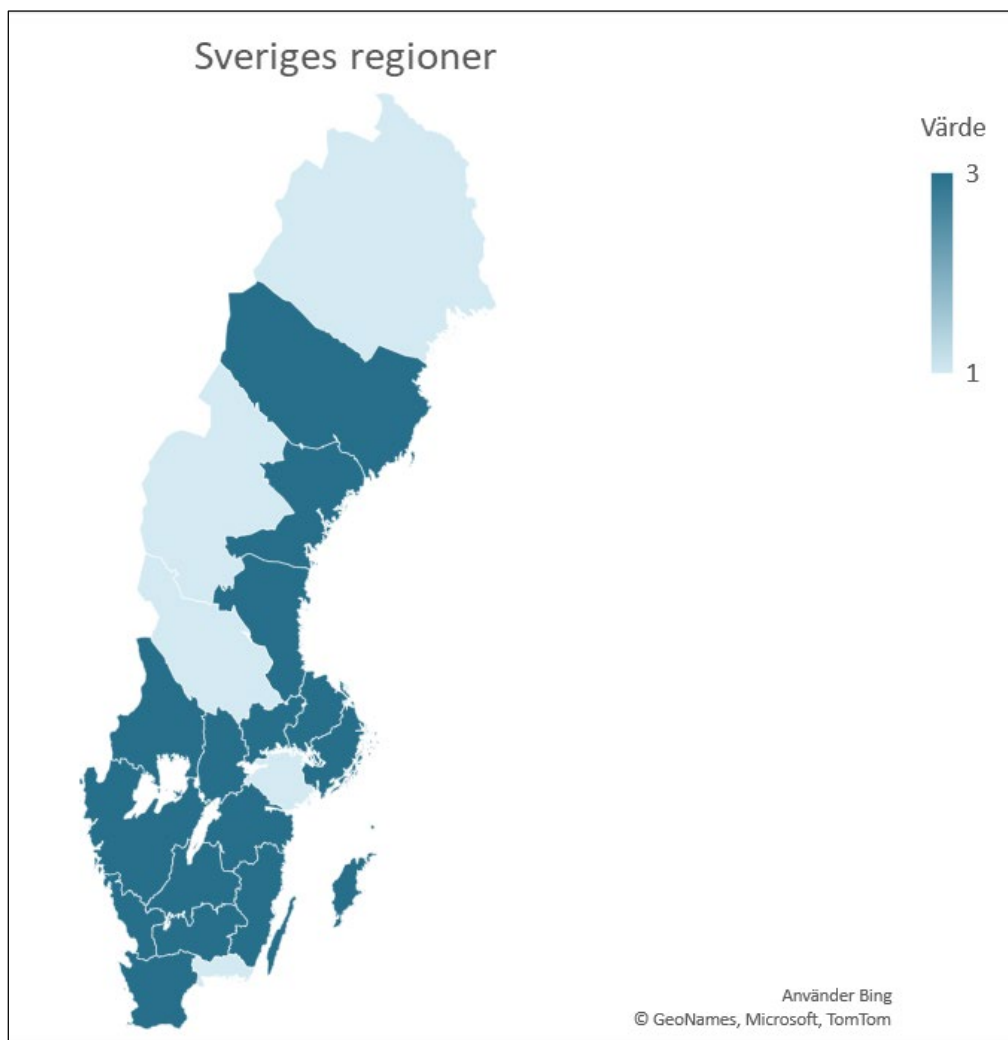 Sveriges regioner
Värde
3
1
Använder Bing
© GeoNames, Microsoft, TomTom